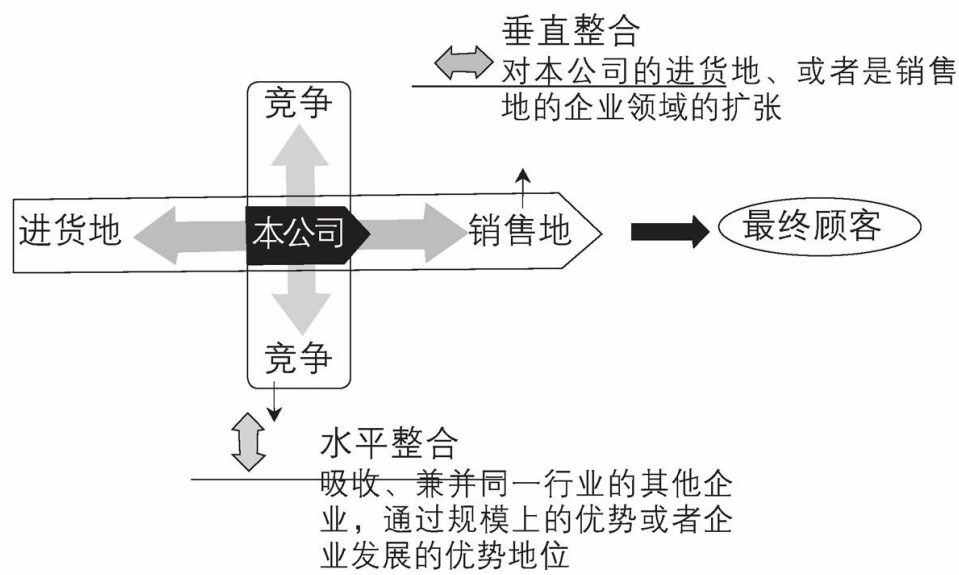 垂直整合
对本公司的进货地、或者是销售
地的企业领域的扩张
竞争
进货地
本公司
销售地
最终顾客
竞争
水平整合
吸收、兼并同一行业的其他企
业，通过规模上的优势或者企
业发展的优势地位